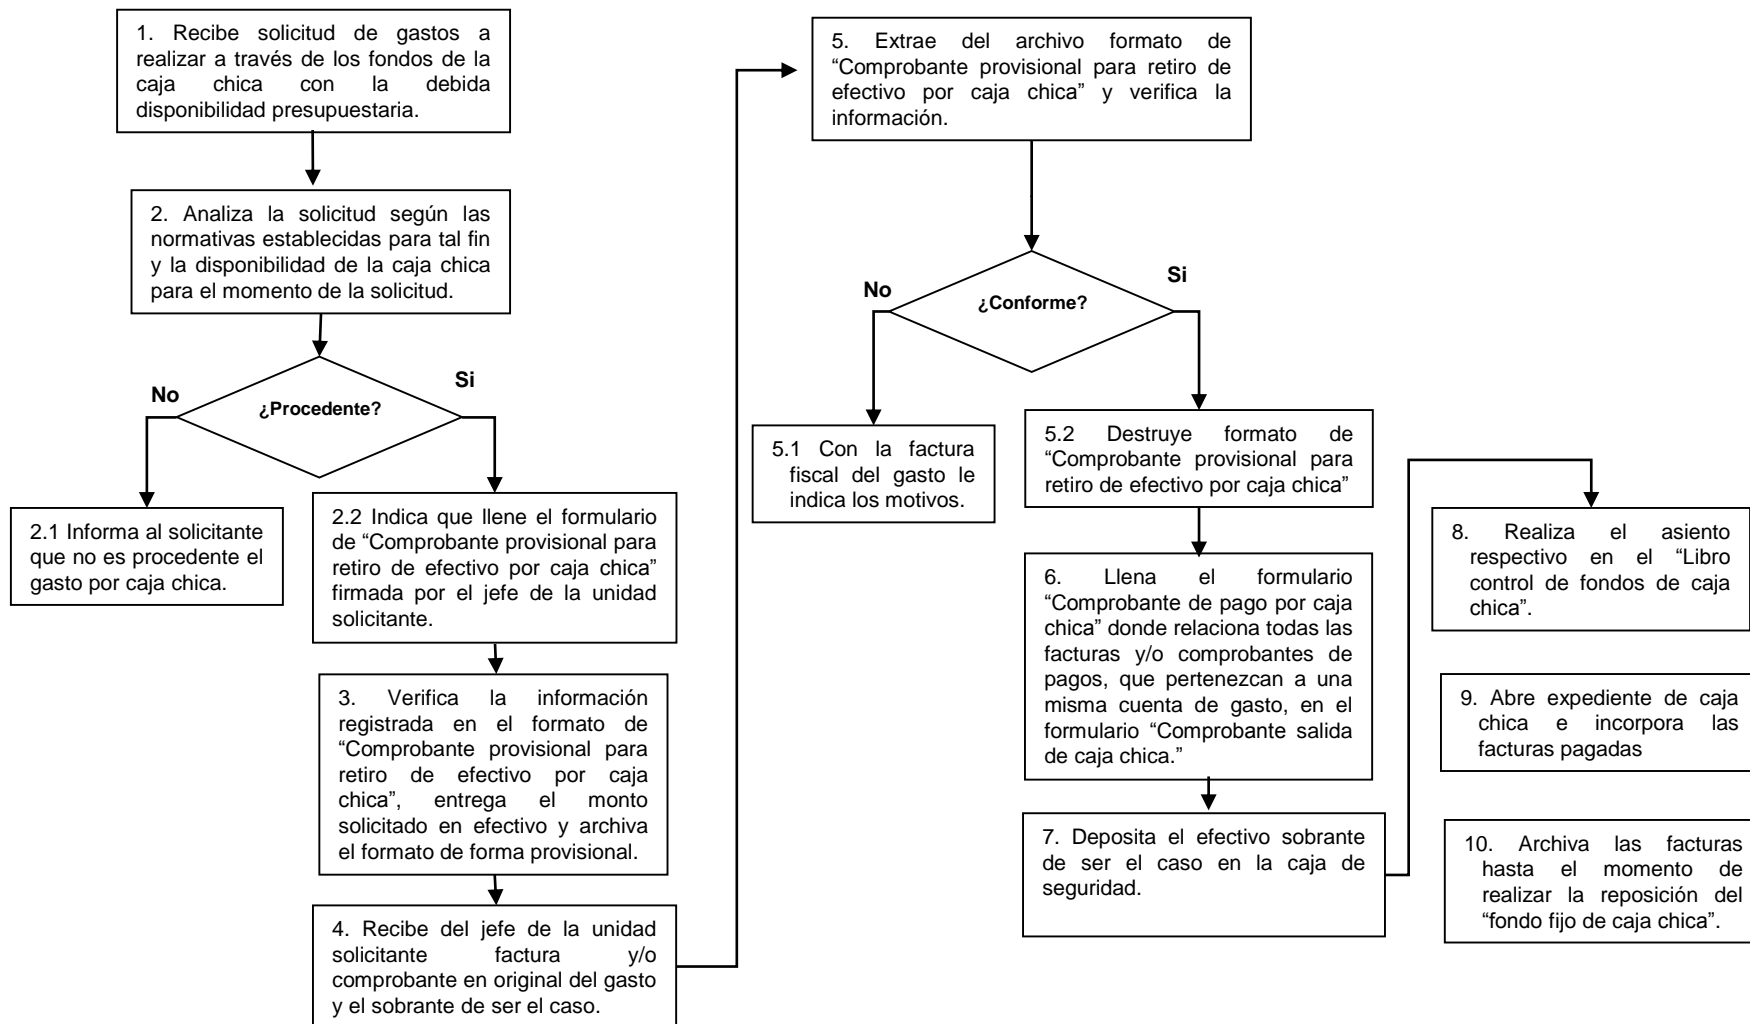 1. Recibe solicitud de gastos a
realizar a través de los fondos de la
caja chica con la debida
disponibilidad presupuestaria.
2. Analiza la solicitud según las
normativas establecidas para tal fin
y la disponibilidad de la caja chica
para el momento de la solicitud.
No
Si
¿Procedente?
2.1 Informa al solicitante
que no es procedente el
gasto por caja chica.
2.2 Indica que llene el formulario
de “Comprobante provisional para
retiro de efectivo por caja chica”
firmada por el jefe de la unidad
solicitante.
3. Verifica la información
registrada en el formato de
“Comprobante provisional para
retiro de efectivo por caja
chica”, entrega el monto
solicitado en efectivo y archiva
el formato de forma provisional.
4. Recibe del jefe de la unidad
solicitante factura y/o
comprobante en original del gasto
y el sobrante de ser el caso.
5. Extrae del archivo formato de
“Comprobante provisional para retiro de
efectivo por caja chica” y verifica la
información.
No
Si
¿Conforme?
5.1 Con la factura
fiscal del gasto le
indica los motivos.
5.2 Destruye formato de
“Comprobante provisional para
retiro de efectivo por caja chica”
6. Llena el formulario
“Comprobante de pago por caja
chica” donde relaciona todas las
facturas y/o comprobantes de
pagos, que pertenezcan a una
misma cuenta de gasto, en el
formulario “Comprobante salida
de caja chica.”
7. Deposita el efectivo sobrante
de ser el caso en la caja de
seguridad.
8. Realiza el asiento
respectivo en el “Libro
control de fondos de caja
chica”.
9. Abre expediente de caja
chica e incorpora las
facturas pagadas
10. Archiva las facturas
hasta el momento de
realizar la reposición del
“fondo fijo de caja chica”.